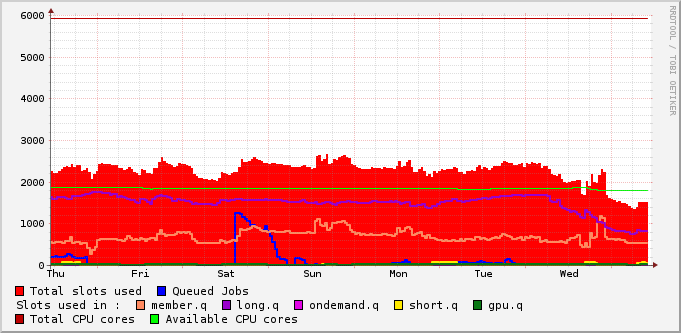 RRDTOOL / TOBI OETIKER
6000
5000
4000
3000
2000
1000
0
Thu Fri Sat Sun Mon Tue Wed
Total slots used Queued Jobs
Slots used in : member.q long.q ondemand.q short.q gpu.q
Total CPU cores Available CPU cores